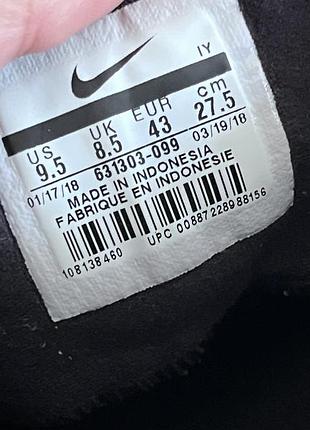 IY
US UK EUR cm
9.5 8.5 43 27.5
01/17/18 631303-099 03/19/18
MADE IN INDONESIA
FABRIQUE EN INDONÉSIE
108138460 UPC 00887228988156